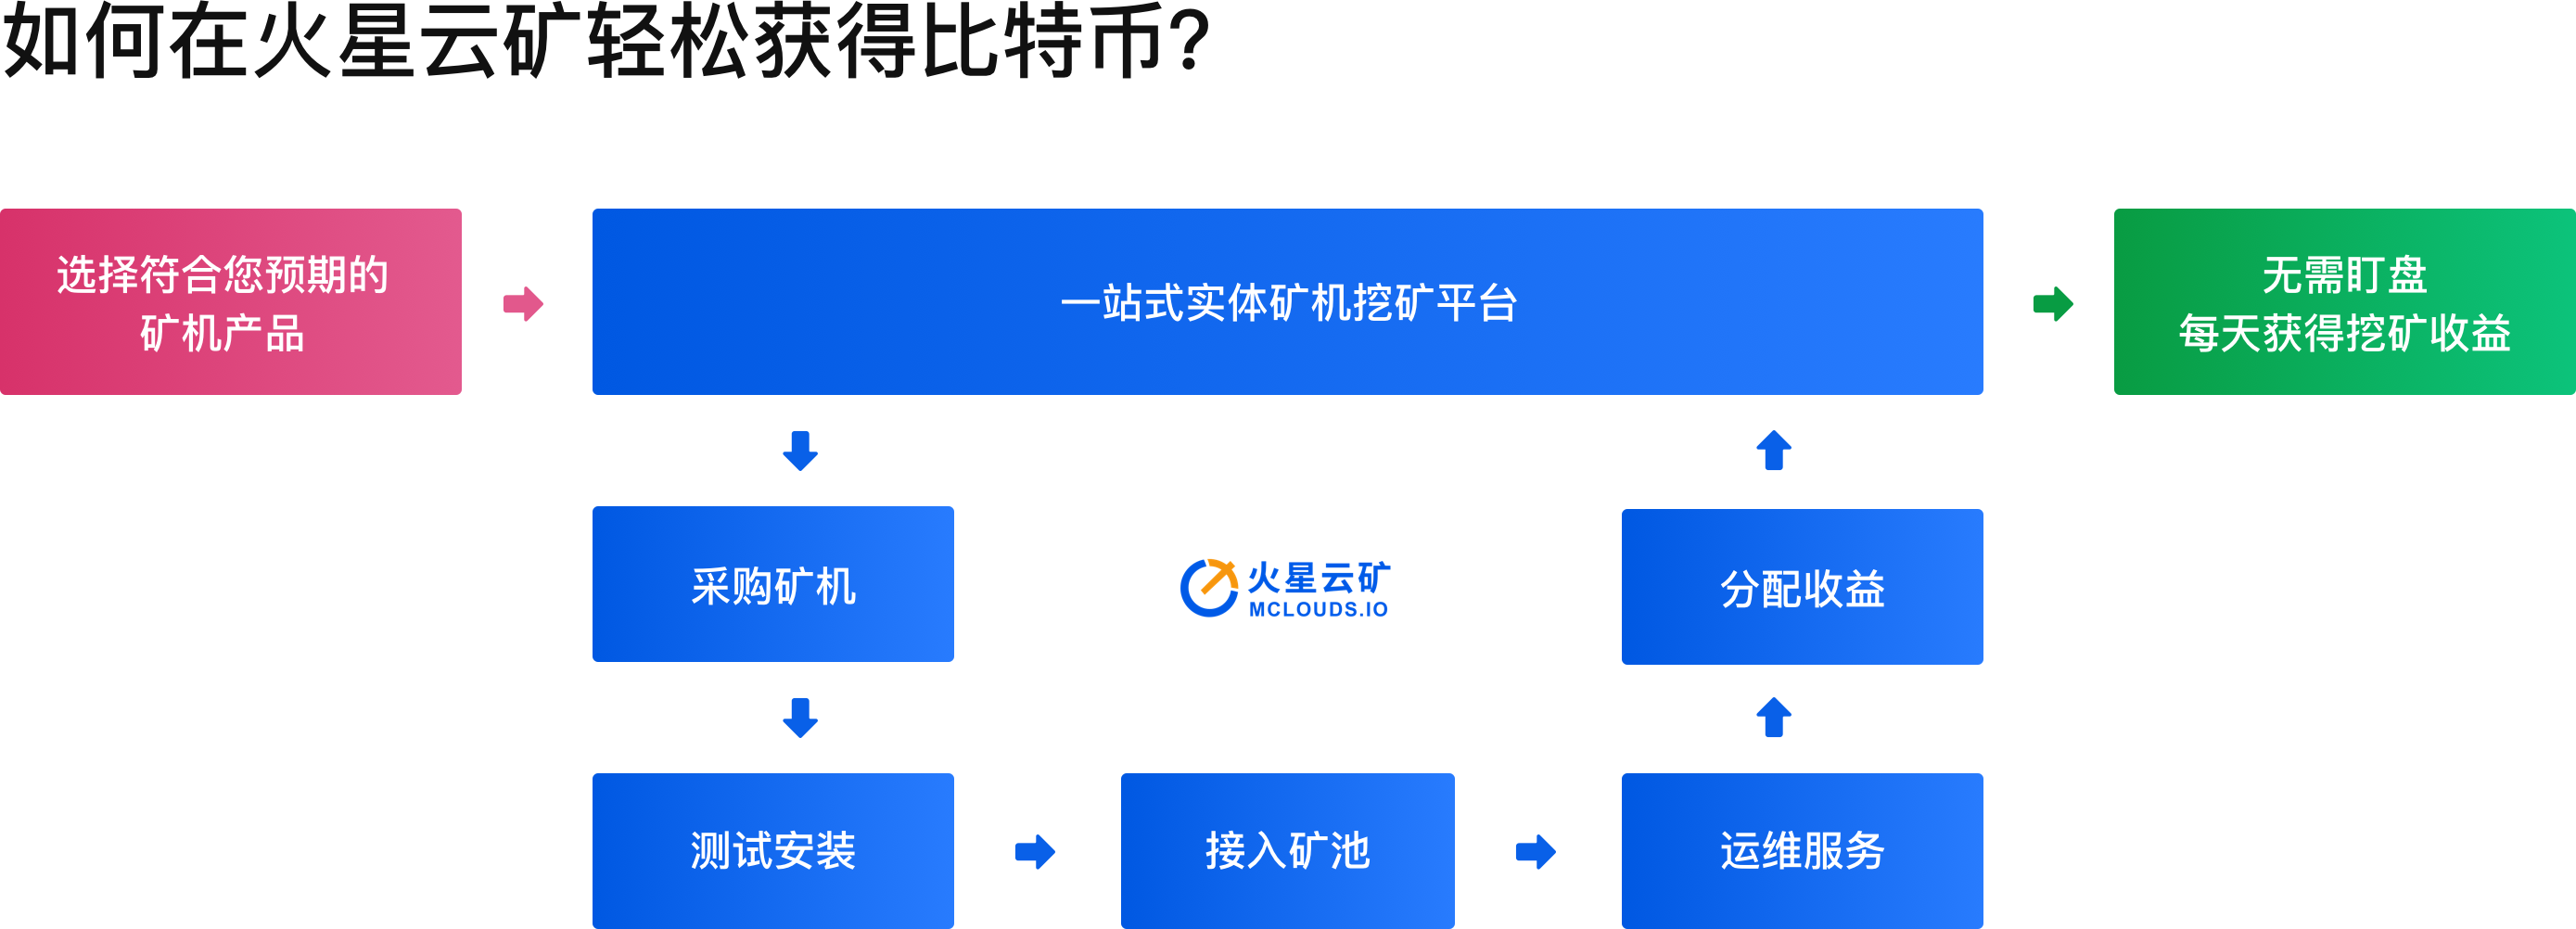 如何在火星云矿轻松获得比特币?
选择符合您预期的
矿机产品
一站式实体矿机挖矿平台
无需盯盘
每天获得挖矿收益
采购矿机
火星云矿
MCLOUDS.IO
分配收益
测试安装
接入矿池
运维服务